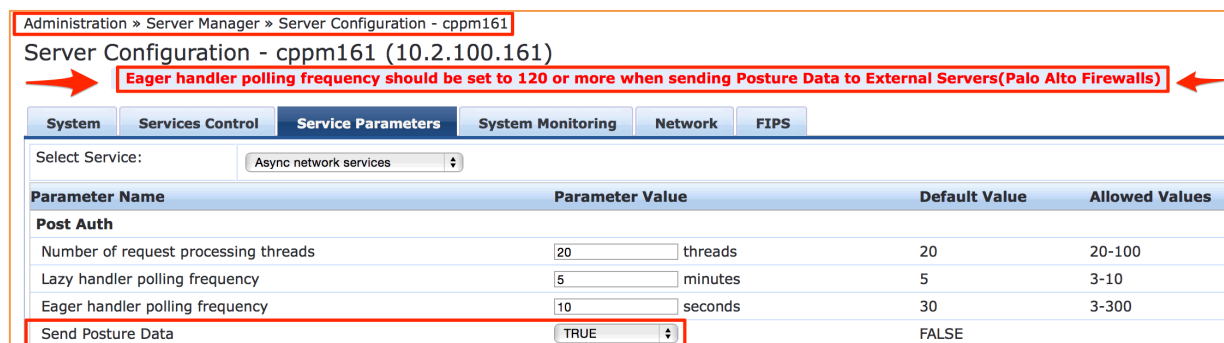 Administration » Server Manager » Server Configuration - cppm161
Server Configuration - cppm161 (10.2.100.161)
Eager handler polling frequency should be set to 120 or more when sending Posture Data to External Servers(Palo Alto Firewalls)
System Services Control Service Parameters System Monitoring Network FIPS
Select Service: Async network services
Parameter Name Parameter Value Default Value Allowed Values
Post Auth
Number of request processing threads 20 threads 20 20-100
Lazy handler polling frequency 5 minutes 5 3-10
Eager handler polling frequency 10 seconds 30 3-300
Send Posture Data TRUE FALSE